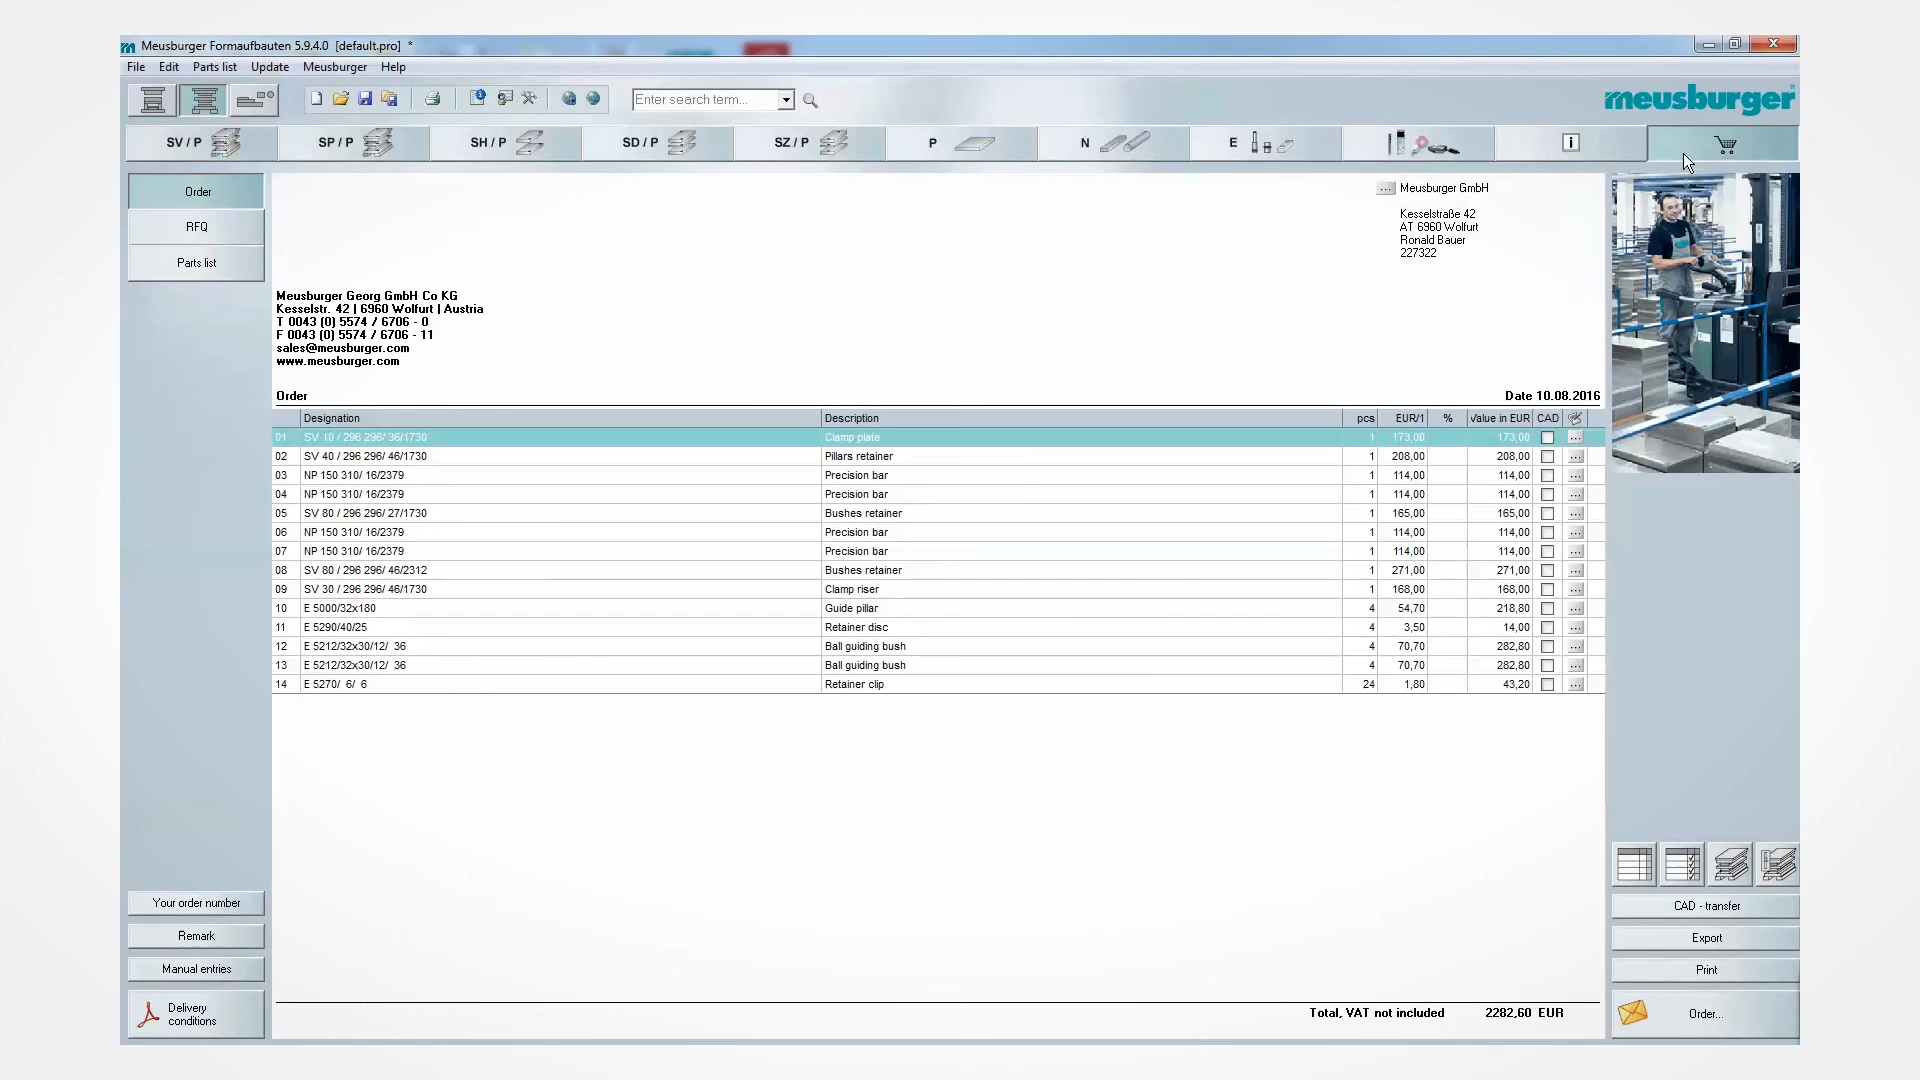 Meusburger Formaufbauten 5.9.4.0 [default.pro] *
File Edit Parts list Update Meusburger Help
Enter search term...
meusburger
SV / P SP / P SH / P SD / P SZ / P P N E i
Order
RFQ
Parts list
... Meusburger GmbH
Kesselstraße 42
AT 6960 Wolfurt
Ronald Bauer
227322
Meusburger Georg GmbH Co KG
Kesselstr. 42 | 6960 Wolfurt | Austria
T 0043 (0) 5574 / 6706 - 0
F 0043 (0) 5574 / 6706 - 11
sales@meusburger.com
www.meusburger.com
Order Date 10.08.2016
Designation Description pcs EUR/1 % Value in EUR CAD
01 SV 10 / 296 296/ 36/1730 Clamp plate 1 173,00 173,00 ...
02 SV 40 / 296 296/ 46/1730 Pillars retainer 1 208,00 208,00 ...
03 NP 150 310/ 16/2379 Precision bar 1 114,00 114,00 ...
04 NP 150 310/ 16/2379 Precision bar 1 114,00 114,00 ...
05 SV 80 / 296 296/ 27/1730 Bushes retainer 1 165,00 165,00 ...
06 NP 150 310/ 16/2379 Precision bar 1 114,00 114,00 ...
07 NP 150 310/ 16/2379 Precision bar 1 114,00 114,00 ...
08 SV 80 / 296 296/ 46/2312 Bushes retainer 1 271,00 271,00 ...
09 SV 30 / 296 296/ 46/1730 Clamp riser 1 168,00 168,00 ...
10 E 5000/32x180 Guide pillar 4 54,70 218,80 ...
11 E 5290/40/25 Retainer disc 4 3,50 14,00 ...
12 E 5212/32x30/12/ 36 Ball guiding bush 4 70,70 282,80 ...
13 E 5212/32x30/12/ 36 Ball guiding bush 4 70,70 282,80 ...
14 E 5270/ 6/ 6 Retainer clip 24 1,80 43,20 ...
Your order number
Remark
Manual entries
Delivery
conditions
Total, VAT not included 2282,60 EUR
CAD - transfer
Export
Print
Order...